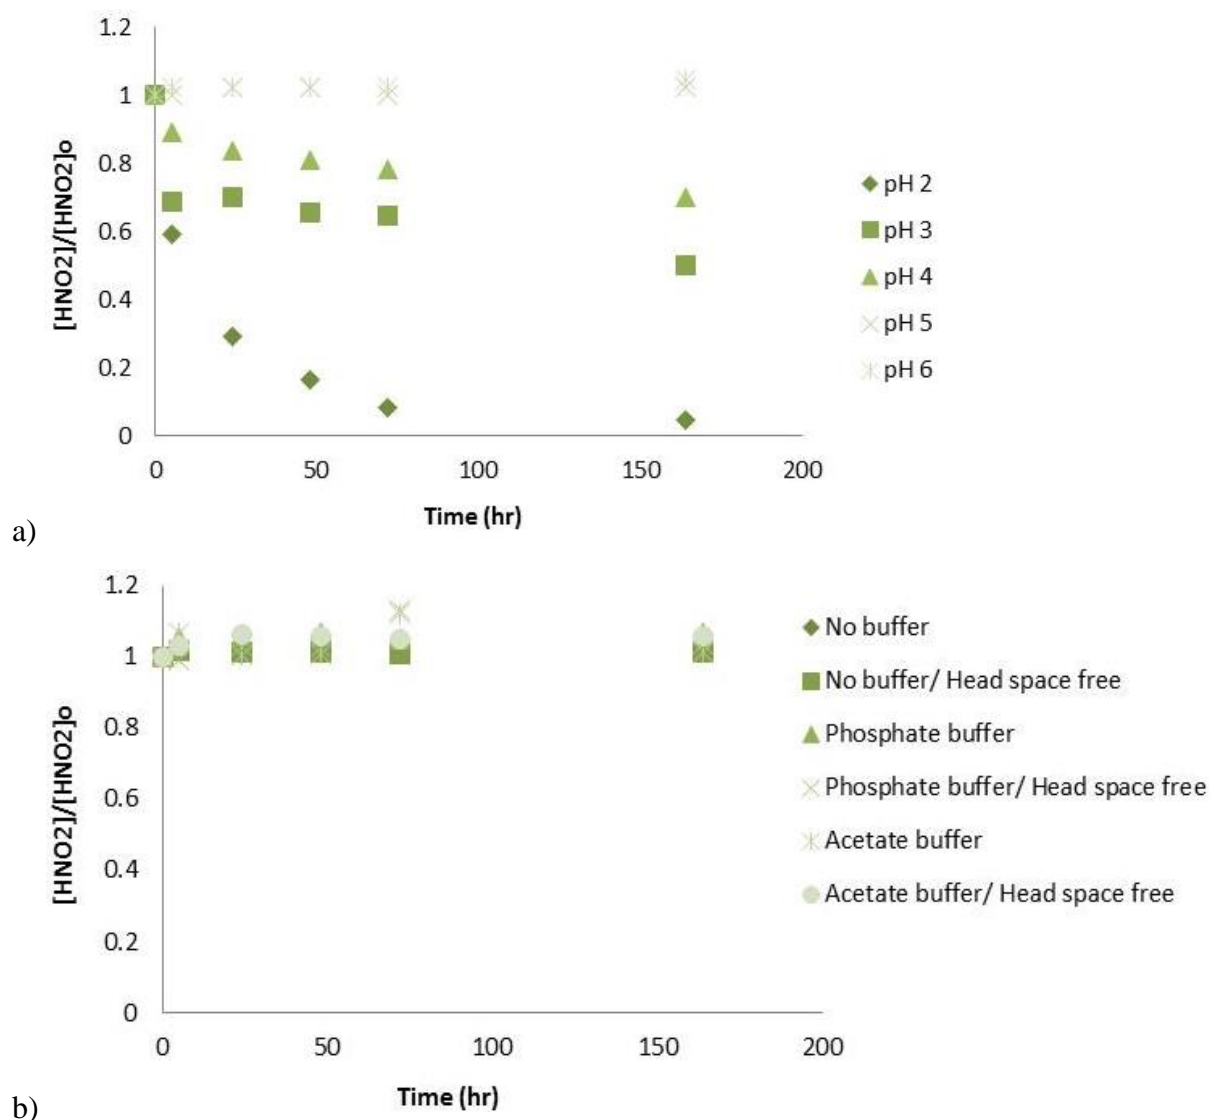 1.2
1
0.8
0.6
0.4
0.2
0
[HNO2]/[HNO2]o
0 50 100 150 200
Time (hr)
pH 2
pH 3
pH 4
pH 5
pH 6
a)
1.2
1
0.8
0.6
0.4
0.2
0
[HNO2]/[HNO2]o
0 50 100 150 200
Time (hr)
No buffer
No buffer/ Head space free
Phosphate buffer
Phosphate buffer/ Head space free
Acetate buffer
Acetate buffer/ Head space free
b)